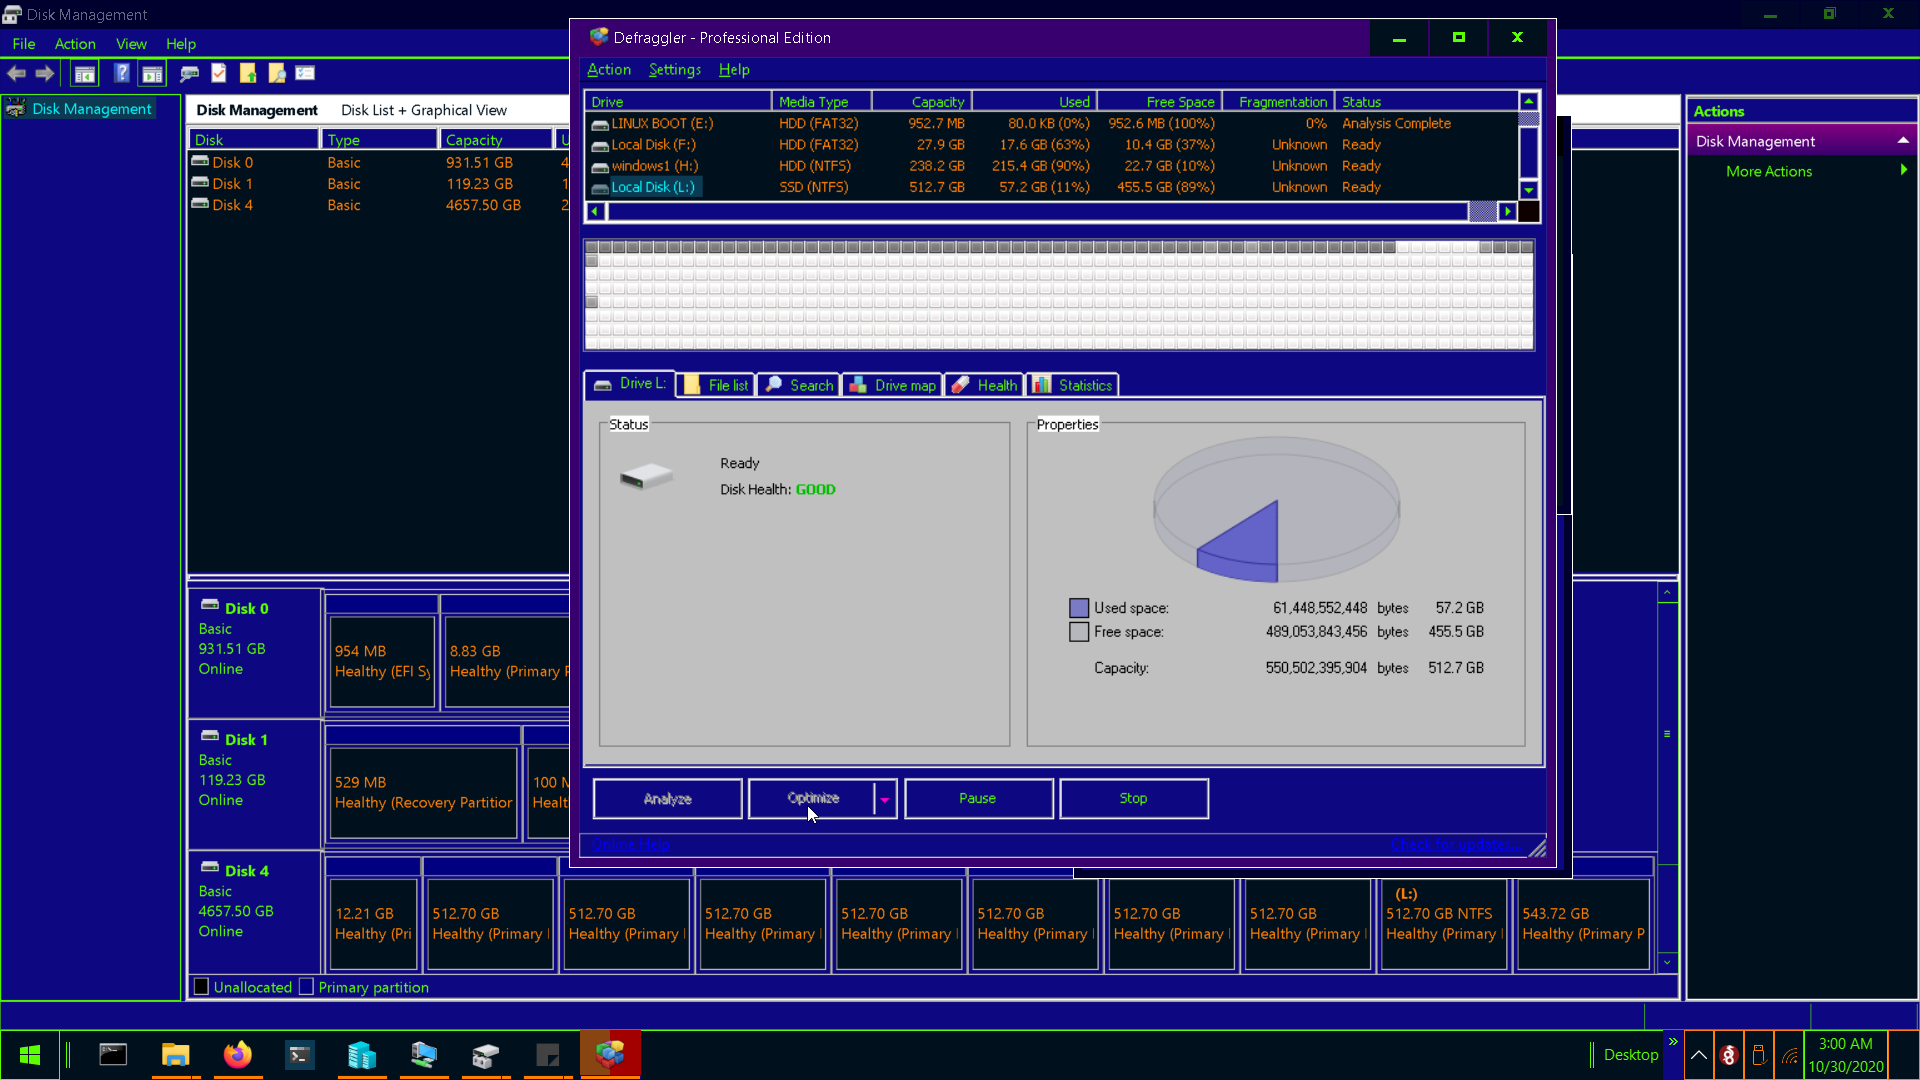 Disk Management
File Action View Help
Disk Management
Disk Management Disk List + Graphical View
Disk Type Capacity U
Disk 0 Basic 931.51 GB 4
Disk 1 Basic 119.23 GB 1
Disk 4 Basic 4657.50 GB 2
Defraggler - Professional Edition
Action Settings Help
Drive Media Type Capacity Used Free Space Fragmentation Status
LINUX BOOT (E:) HDD (FAT32) 952.7 MB 80.0 KB (0%) 952.6 MB (100%) 0% Analysis Complete
Local Disk (F:) HDD (FAT32) 27.9 GB 17.6 GB (63%) 10.4 GB (37%) Unknown Ready
windows1 (H:) HDD (NTFS) 238.2 GB 215.4 GB (90%) 22.7 GB (10%) Unknown Ready
Local Disk (L:) SSD (NTFS) 512.7 GB 57.2 GB (11%) 455.5 GB (89%) Unknown Ready
Drive L: File list Search Drive map Health Statistics
Status
Ready
Disk Health: GOOD
Properties
Used space: 61,448,552,448 bytes 57.2 GB
Free space: 489,053,843,456 bytes 455.5 GB
Capacity: 550,502,395,904 bytes 512.7 GB
Analyze Optimize Pause Stop
Online Help Check for updates...
Actions
Disk Management
More Actions
Disk 0
Basic
931.51 GB
Online
954 MB
Healthy (EFI Sy
8.83 GB
Healthy (Primary P
Disk 1
Basic
119.23 GB
Online
529 MB
Healthy (Recovery Partitior
100 M
Healt
Disk 4
Basic
4657.50 GB
Online
12.21 GB
Healthy (Pri
512.70 GB
Healthy (Primary
512.70 GB
Healthy (Primary
512.70 GB
Healthy (Primary
512.70 GB
Healthy (Primary
512.70 GB
Healthy (Primary
512.70 GB
Healthy (Primary
512.70 GB
Healthy (Primary
(L:)
512.70 GB NTFS
Healthy (Primary
543.72 GB
Healthy (Primary P
Unallocated Primary partition
Desktop
3:00 AM
10/30/2020